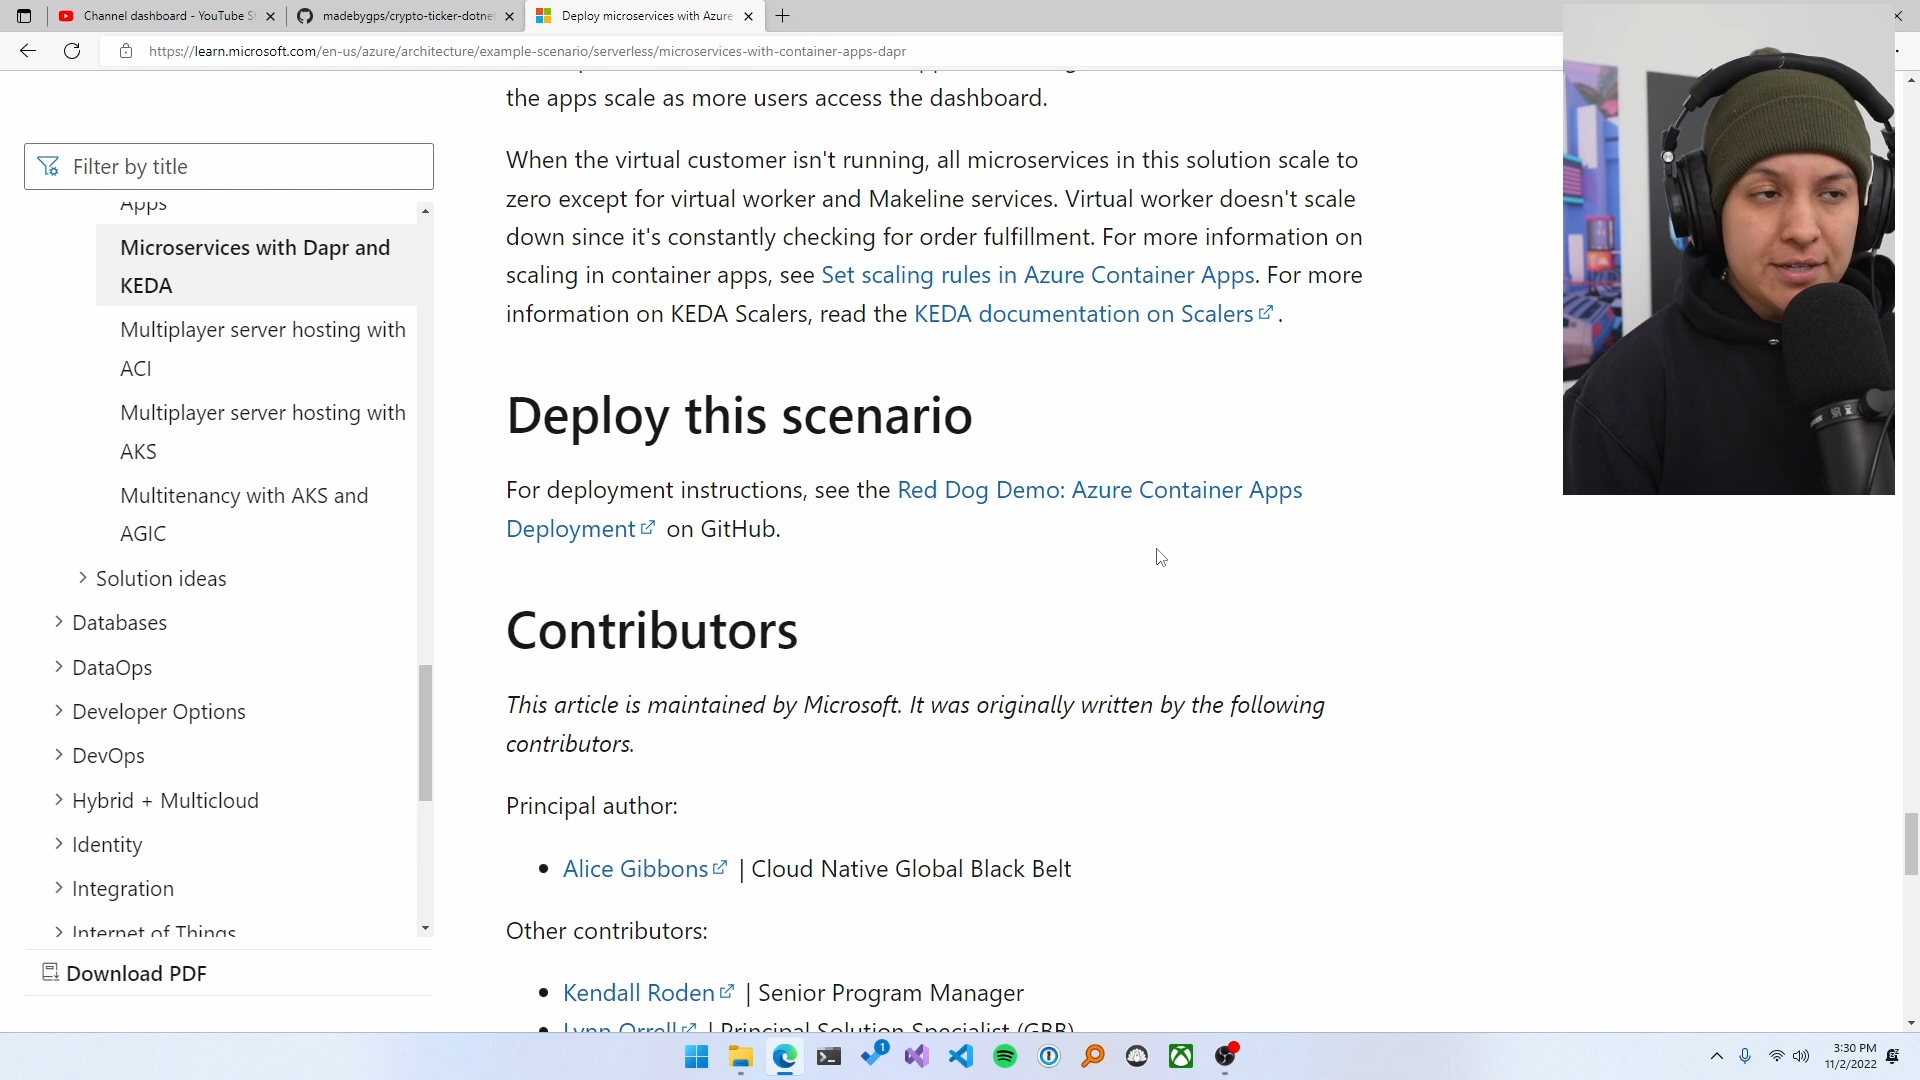 Channel dashboard - YouTube St
madebygps/crypto-ticker-dotnet
Deploy microservices with Azure
https://learn.microsoft.com/en-us/azure/architecture/example-scenario/serverless/microservices-with-container-apps-dapr
the apps scale as more users access the dashboard.
Filter by title
Apps
Microservices with Dapr and
KEDA
Multiplayer server hosting with
ACI
Multiplayer server hosting with
AKS
Multitenancy with AKS and
AGIC
Solution ideas
Databases
DataOps
Developer Options
DevOps
Hybrid + Multicloud
Identity
Integration
Internet of Things
Download PDF
When the virtual customer isn't running, all microservices in this solution scale to
zero except for virtual worker and Makeline services. Virtual worker doesn't scale
down since it's constantly checking for order fulfillment. For more information on
scaling in container apps, see Set scaling rules in Azure Container Apps. For more
information on KEDA Scalers, read the KEDA documentation on Scalers.
Deploy this scenario
For deployment instructions, see the Red Dog Demo: Azure Container Apps
Deployment on GitHub.
Contributors
This article is maintained by Microsoft. It was originally written by the following
contributors.
Principal author:
• Alice Gibbons | Cloud Native Global Black Belt
Other contributors:
• Kendall Roden | Senior Program Manager
• Lynn Orrell | Principal Solution Specialist (GBB)
1
3:30 PM
11/2/2022